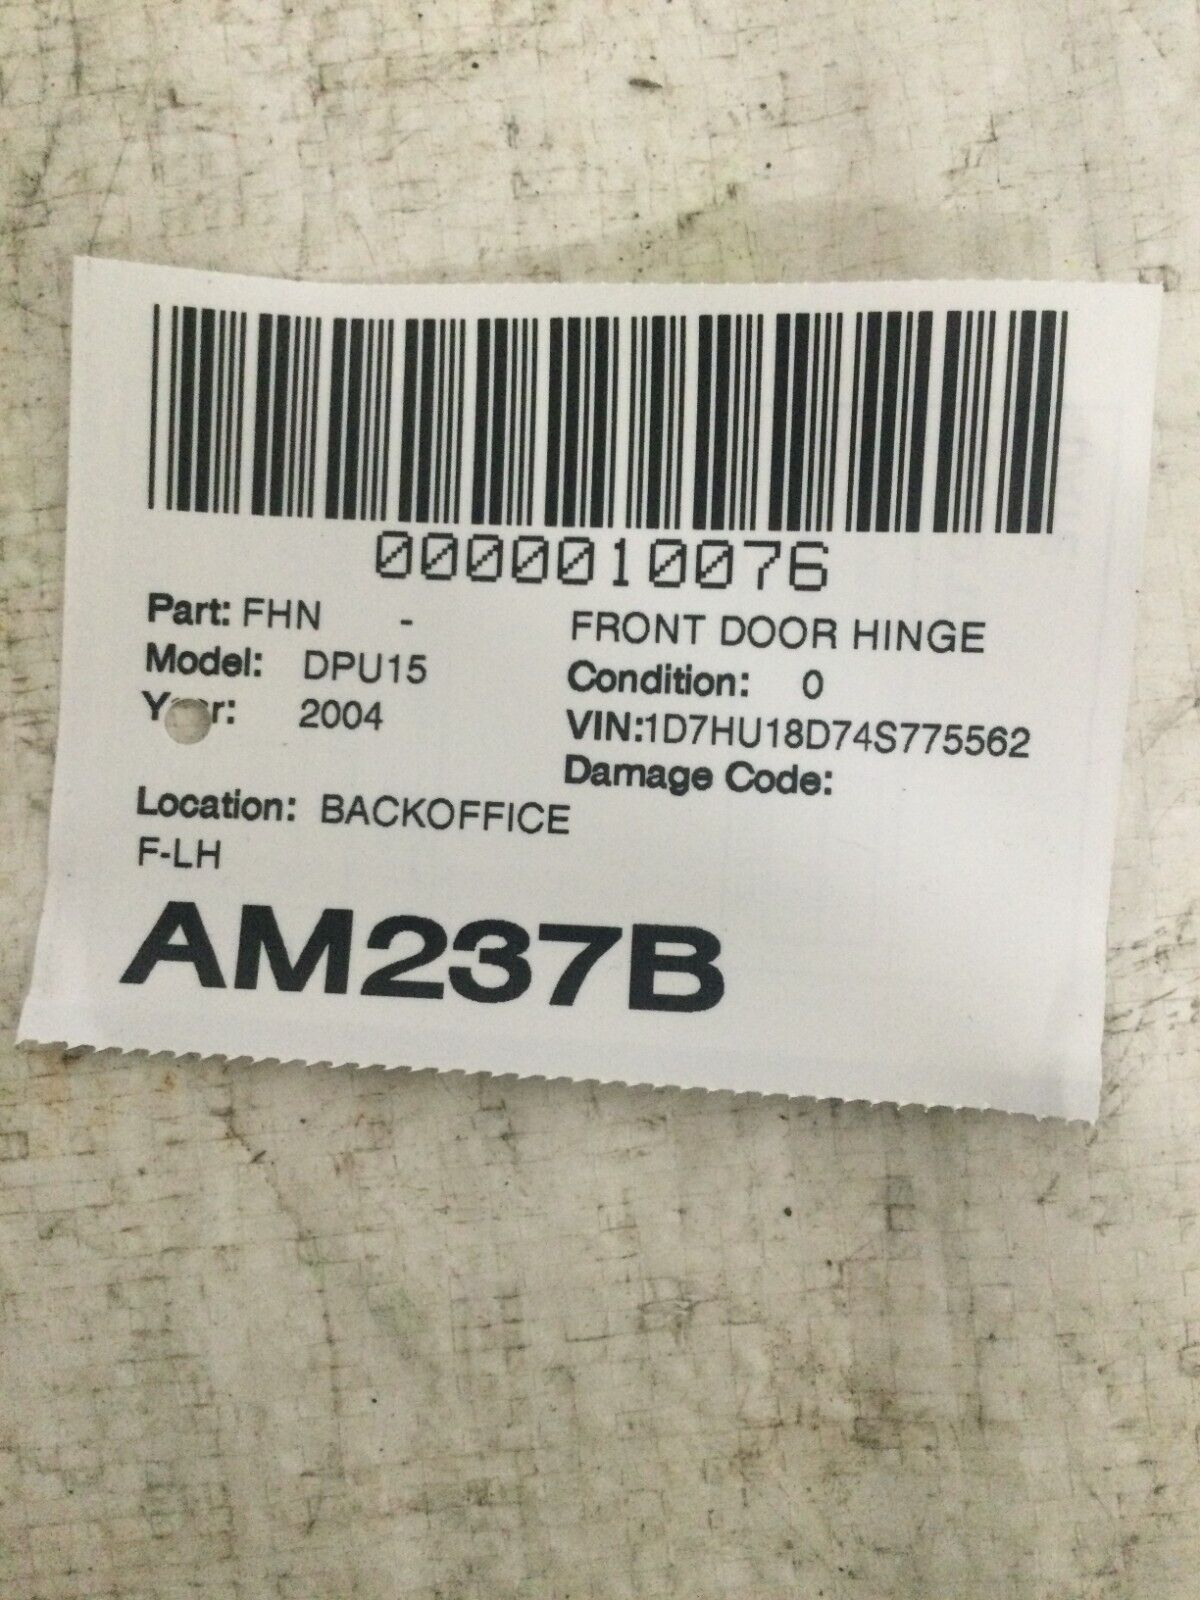 0000010076
Part: FHN - FRONT DOOR HINGE
Model: DPU15 Condition: 0
2004 VIN:1D7HU18D74S775562
Damage Code:
Location: BACKOFFICE
F-LH
AM237B